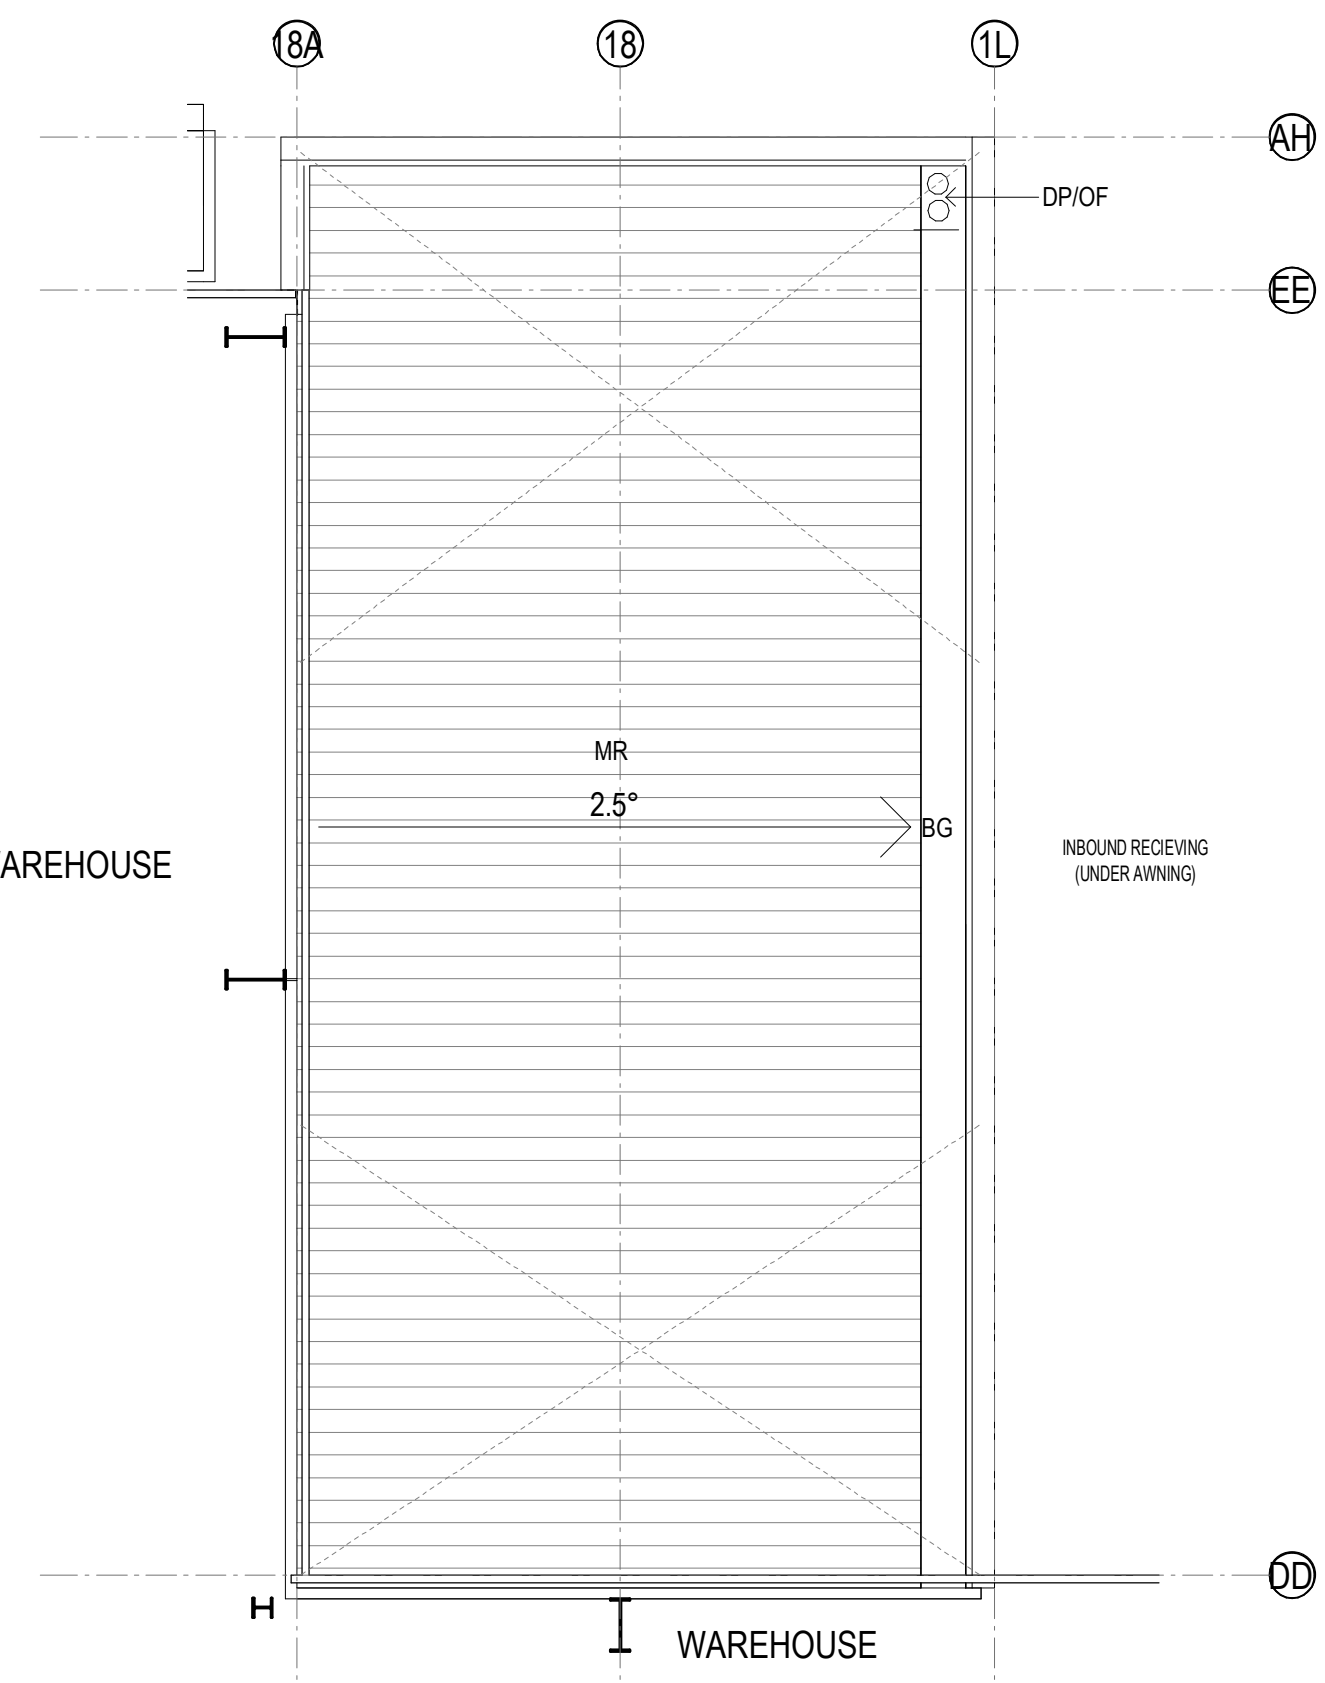 18A
18
1L
AH
DP/OF
EE
MR
2.5°
BG
INBOUND RECIEVING
(UNDER AWNING)
AREHOUSE
DD
WAREHOUSE